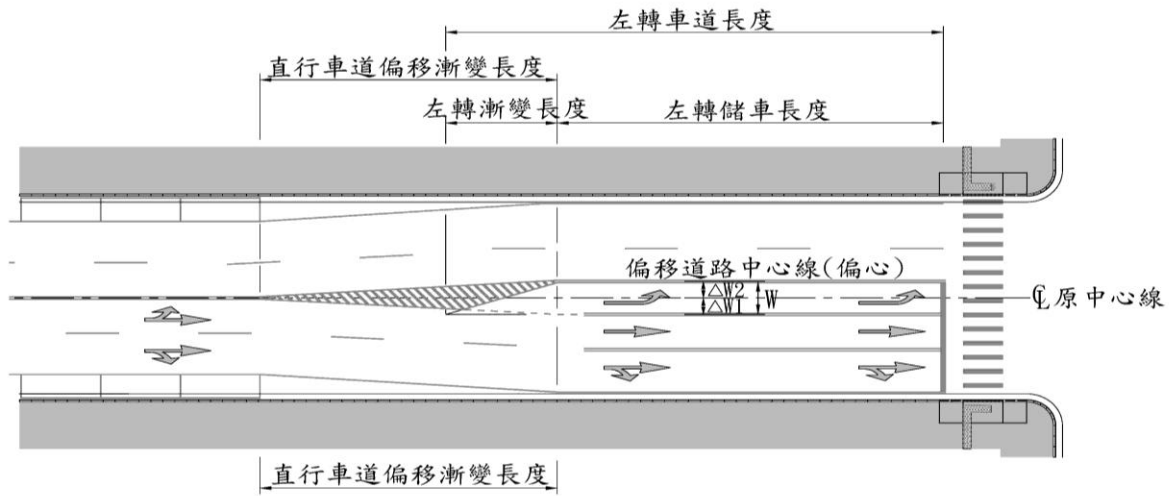 左轉車道長度
直行車道偏移漸變長度
左轉漸變長度
左轉儲車長度
偏移道路中心線(偏心)
△W2
W
△W1
℄原中心線
直行車道偏移漸變長度